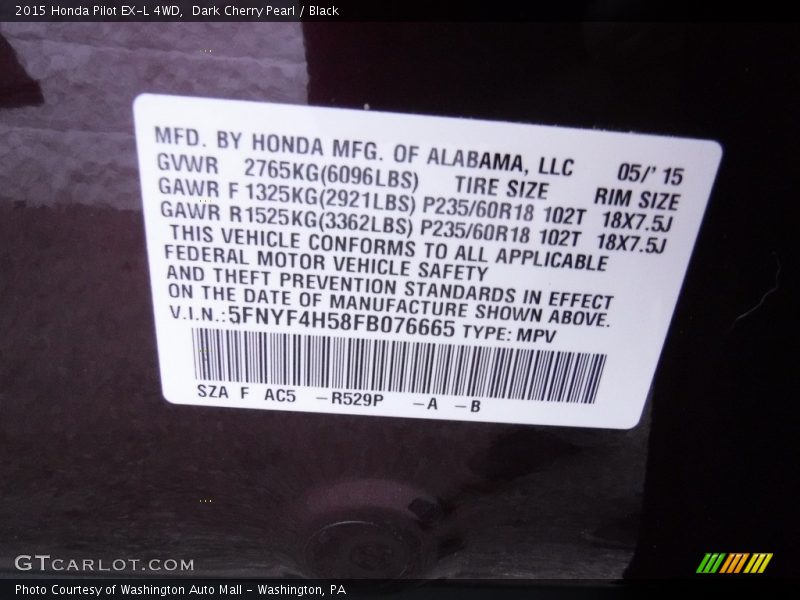 2015 Honda Pilot EX-L 4WD, Dark Cherry Pearl / Black
MFD. BY HONDA MFG. OF ALABAMA, LLC 05/' 15
GVWR 2765KG(6096LBS) TIRE SIZE RIM SIZE
GAWR F 1325KG(2921LBS) P235/60R18 102T 18X7.5J
GAWR R 1525KG(3362LBS) P235/60R18 102T 18X7.5J
THIS VEHICLE CONFORMS TO ALL APPLICABLE
FEDERAL MOTOR VEHICLE SAFETY
AND THEFT PREVENTION STANDARDS IN EFFECT
ON THE DATE OF MANUFACTURE SHOWN ABOVE.
V.I.N.:5FNYF4H58FB076665 TYPE: MPV
SZA F AC5 -R529P -A -B
GTCARLOT.COM
Photo Courtesy of Washington Auto Mall - Washington, PA